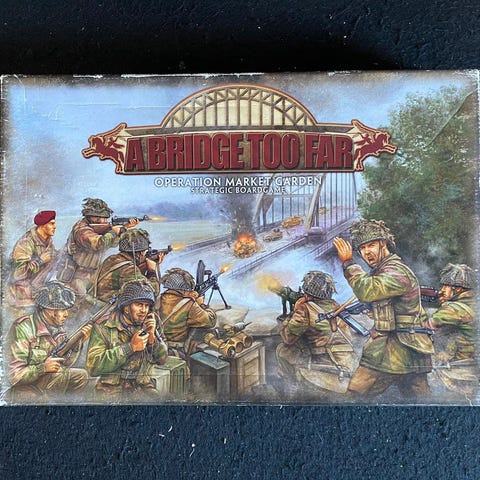 A BRIDGE TOO FAR
OPERATION MARKET GARDEN
STRATEGIC BOARDGAME